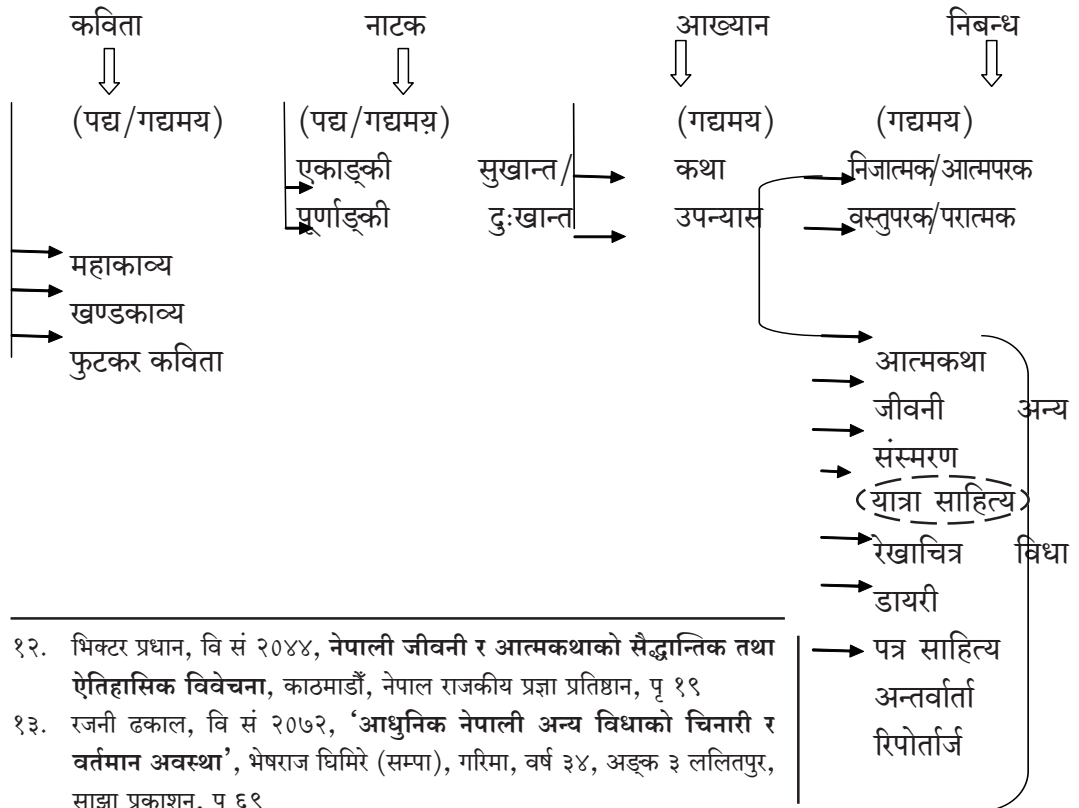 कविता नाटक आख्यान निबन्ध
(पद्य/गद्यमय) (पद्य/गद्यमय़) (गद्यमय) (गद्यमय)
एकाङ्की सुखान्त/ कथा निजात्मक/आत्मपरक
पूर्णाङ्की दुःखान्त उपन्यास वस्तुपरक/परात्मक
महाकाव्य
खण्डकाव्य
फुटकर कविता
आत्मकथा
जीवनी अन्य
संस्मरण
यात्रा साहित्य
रेखाचित्र विधा
डायरी
पत्र साहित्य
अन्तर्वार्ता
रिपोर्तार्ज
१२. भिक्टर प्रधान, वि सं २०४४, नेपाली जीवनी र आत्मकथाको सैद्धान्तिक तथा
ऐतिहासिक विवेचना, काठमाडौँ, नेपाल राजकीय प्रज्ञा प्रतिष्ठान, पृ १९
१३. रजनी ढकाल, वि सं २०७२, ‘आधुनिक नेपाली अन्य विधाको चिनारी र
वर्तमान अवस्था’, भेषराज घिमिरे (सम्पा), गरिमा, वर्ष ३४, अङ्क ३ ललितपुर,
साझा प्रकाशन, पृ ६९